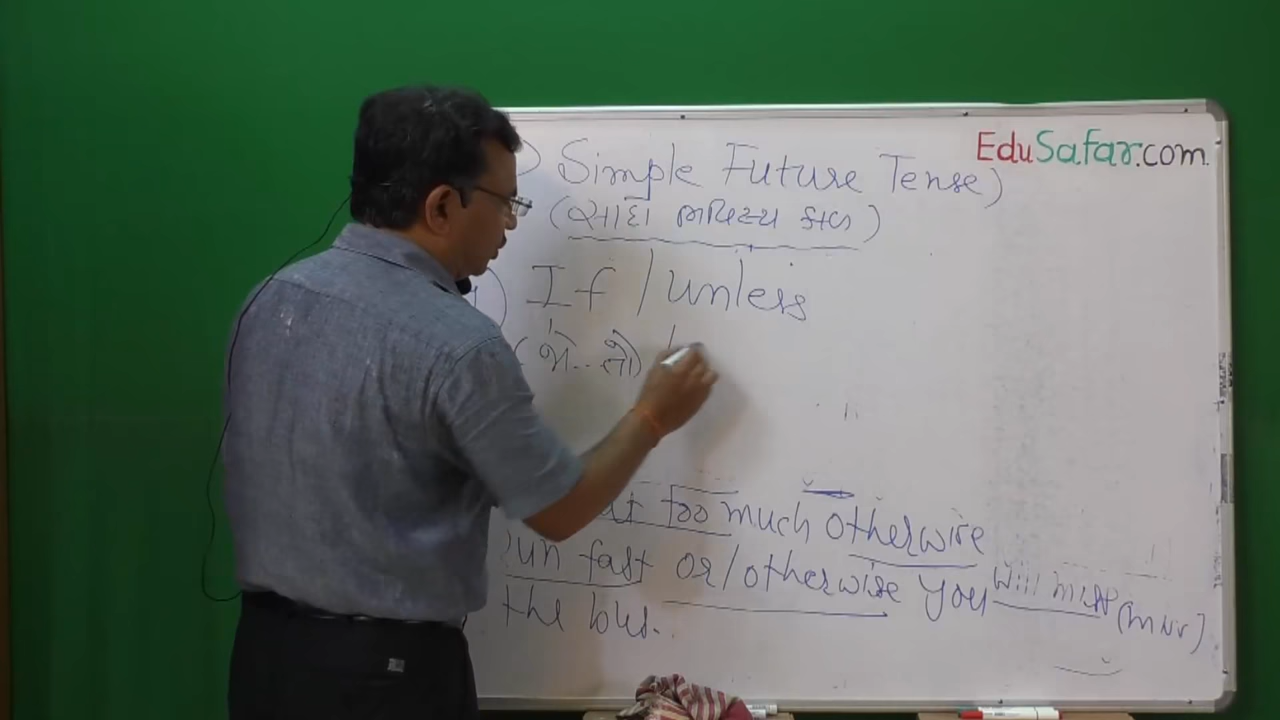 EduSafar.com
) Simple Future Tense)
(સાદો ભવિષ્ય કાળ)
) If / unless
(જો.. તો) /
too much otherwise
run fast or/otherwise you will miss (mNV)
the bus.